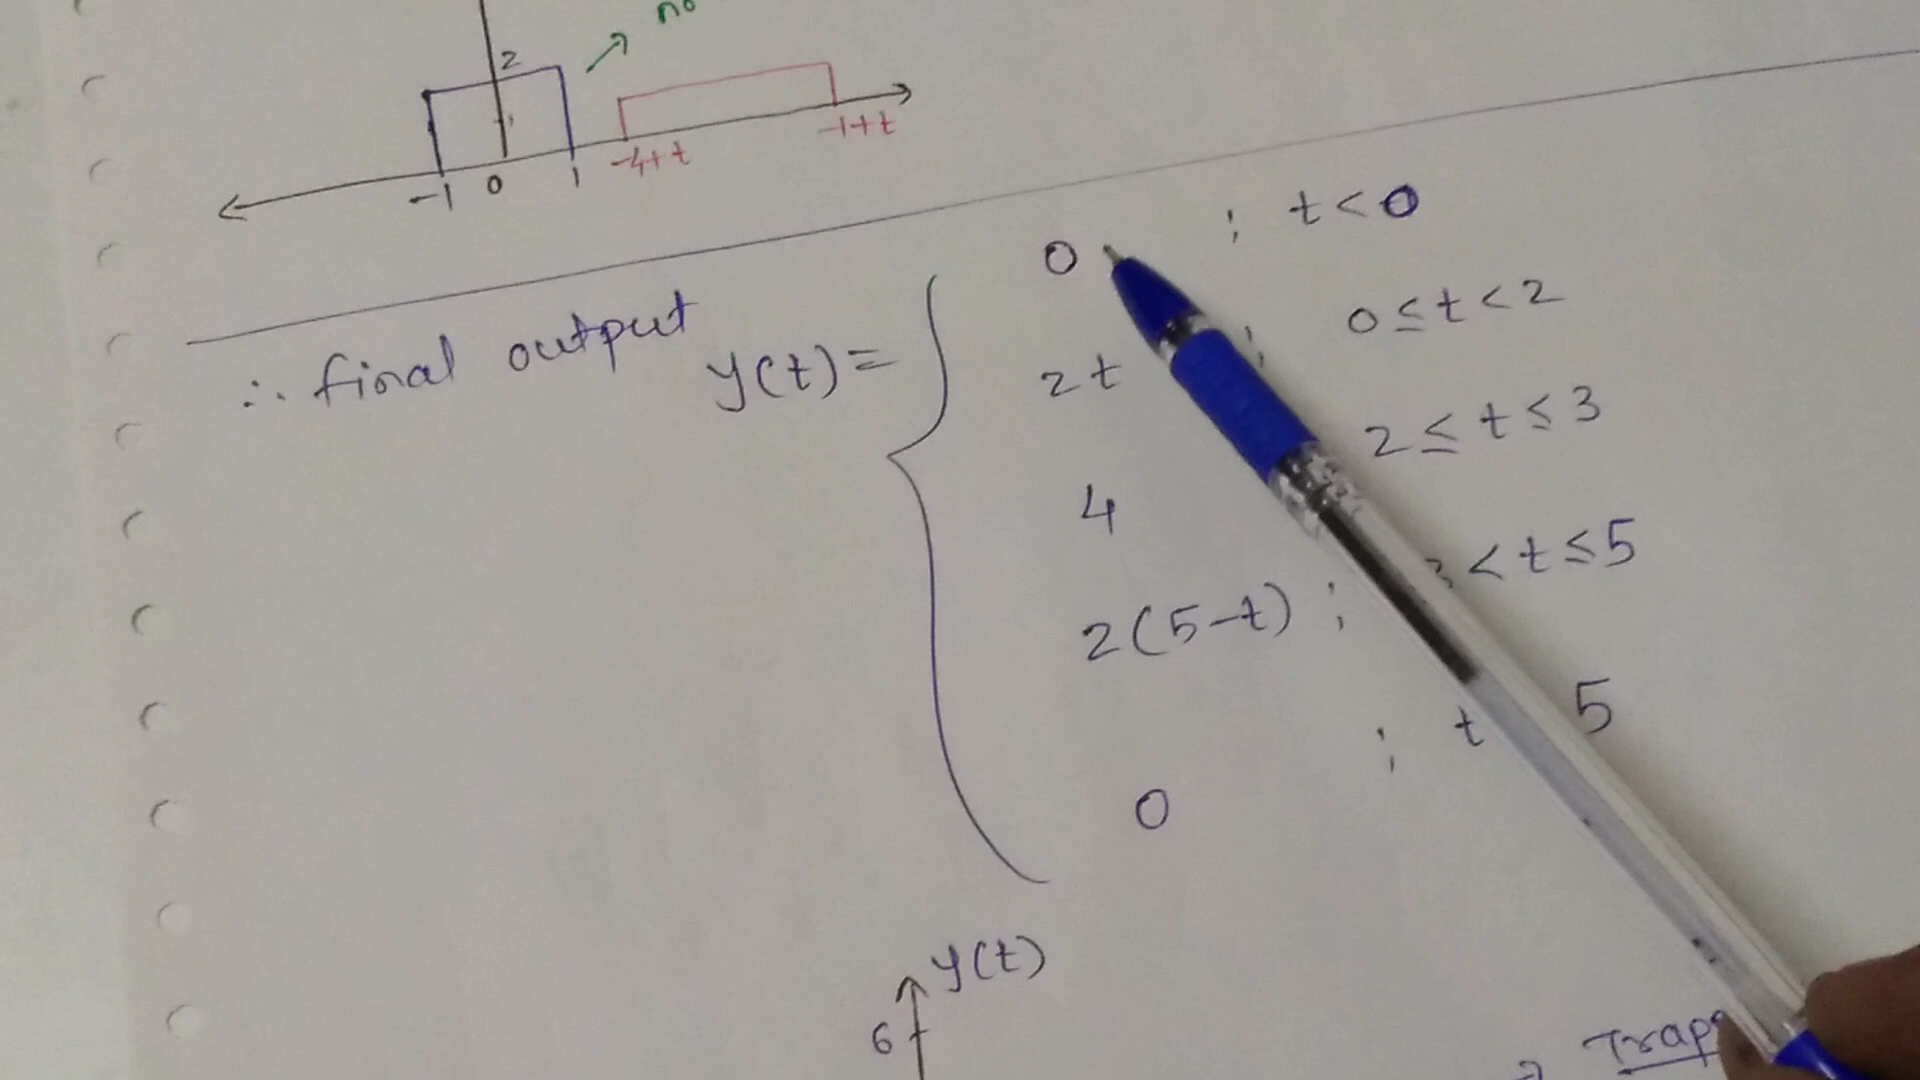 no
2
-1 0 1 -4+t -1+t
∴ final output y(t)=
0 ; t<0
2t ; 0≤t<2
4 2≤t≤3
2(5-t) ; 3<t≤5
0 ; t 5
y(t)
6